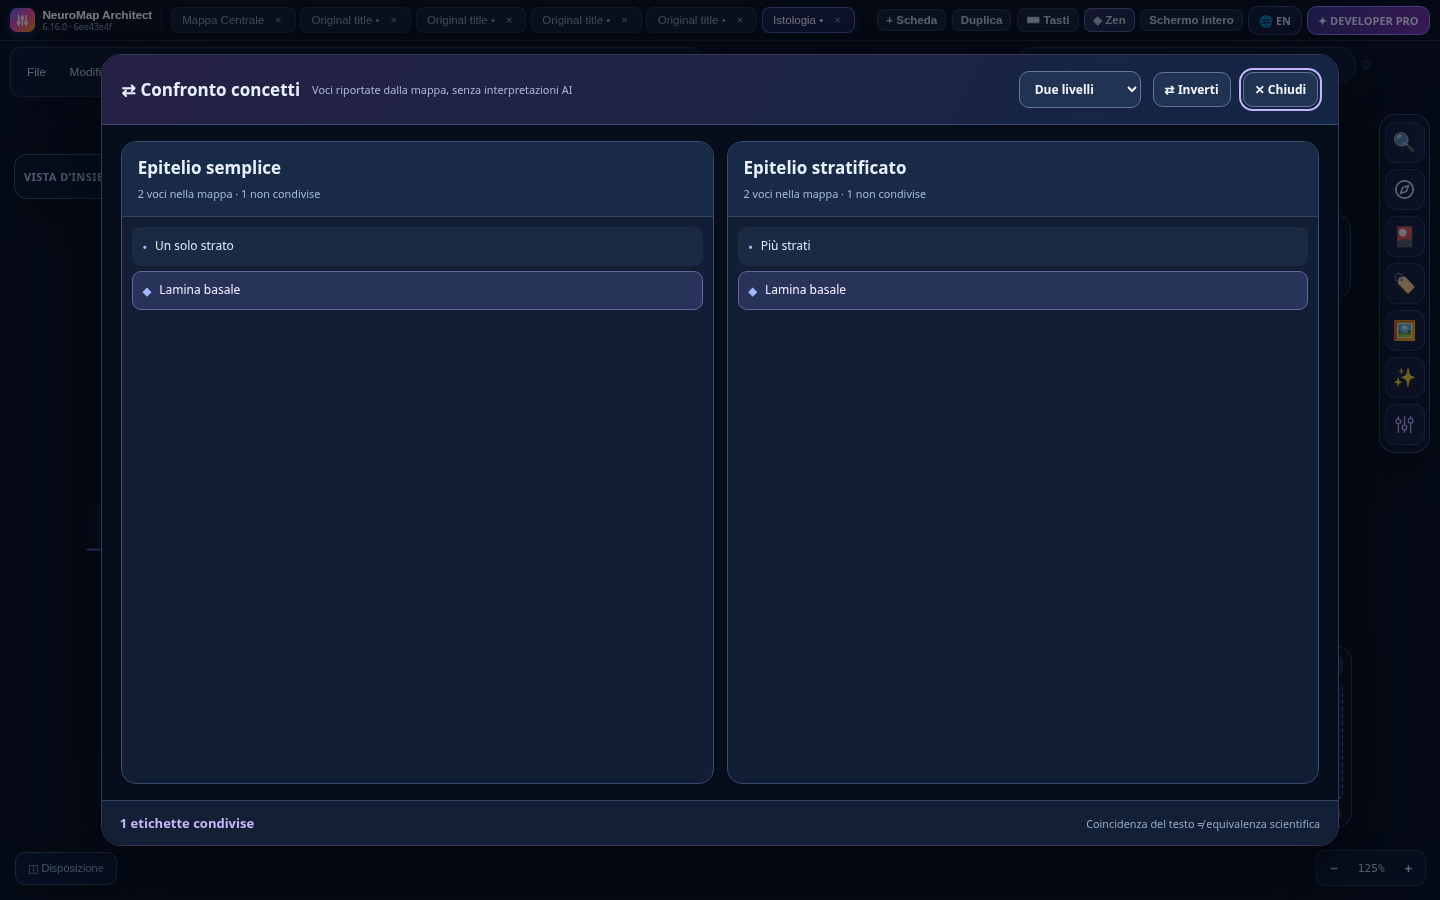 NeuroMap Architect
6.16.0 · 6ee43e4f
Mappa Centrale ×
Original title • ×
Original title • ×
Original title • ×
Original title • ×
Istologia • ×
+ Scheda
Duplica
Tasti
◆ Zen
Schermo intero
EN
✦ DEVELOPER PRO
File
Modifi
⇄ Confronto concetti
Voci riportate dalla mappa, senza interpretazioni AI
Due livelli
⇄ Inverti
✕ Chiudi
VISTA D'INSIE
Epitelio semplice
2 voci nella mappa · 1 non condivise
• Un solo strato
◆ Lamina basale
Epitelio stratificato
2 voci nella mappa · 1 non condivise
• Più strati
◆ Lamina basale
1 etichette condivise
Coincidenza del testo ≠ equivalenza scientifica
Disposizione
− 125% +